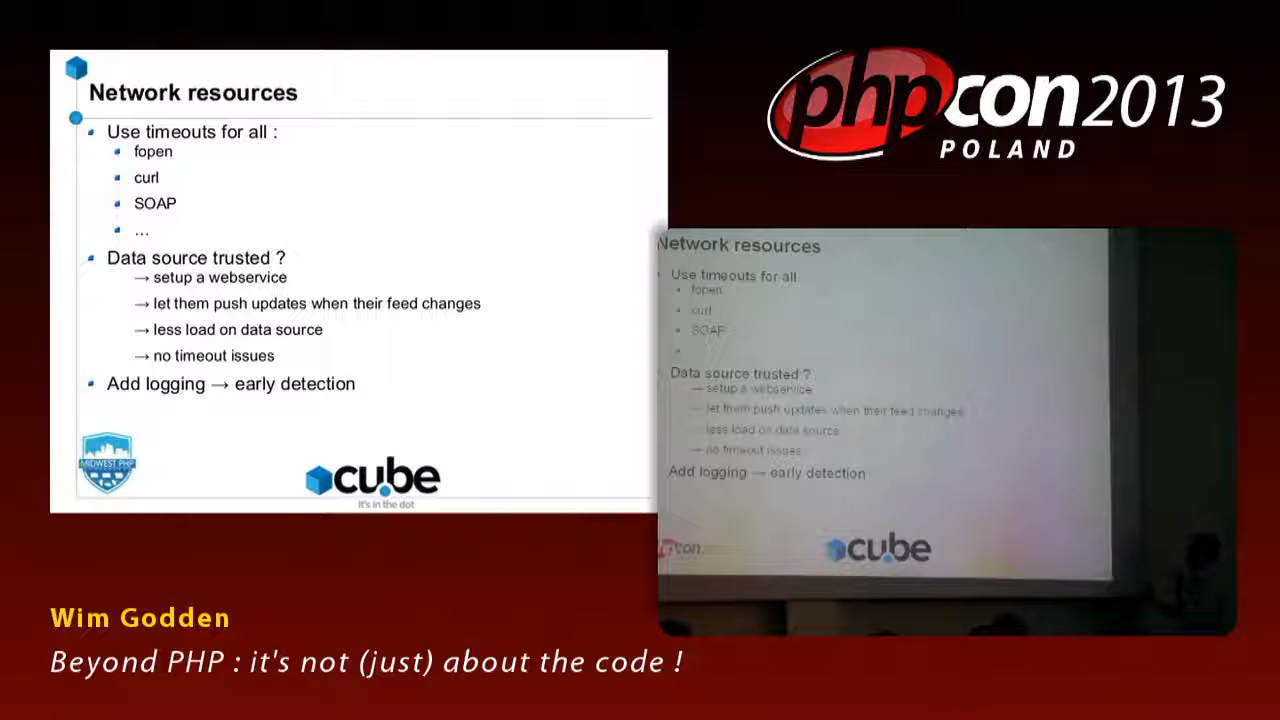 Network resources
Use timeouts for all :
fopen
curl
SOAP
...
Data source trusted ?
→ setup a webservice
→ let them push updates when their feed changes
→ less load on data source
→ no timeout issues
Add logging → early detection
MIDWEST PHP
cu.be
it's in the dot
phpcon2013
POLAND
Network resources
Use timeouts for all
fopen
curl
SOAP
Data source trusted ?
→ setup a webservice
→ let them push updates when their feed changes
→ less load on data source
→ no timeout issues
Add logging → early detection
con
cu.be
Wim Godden
Beyond PHP : it's not (just) about the code !